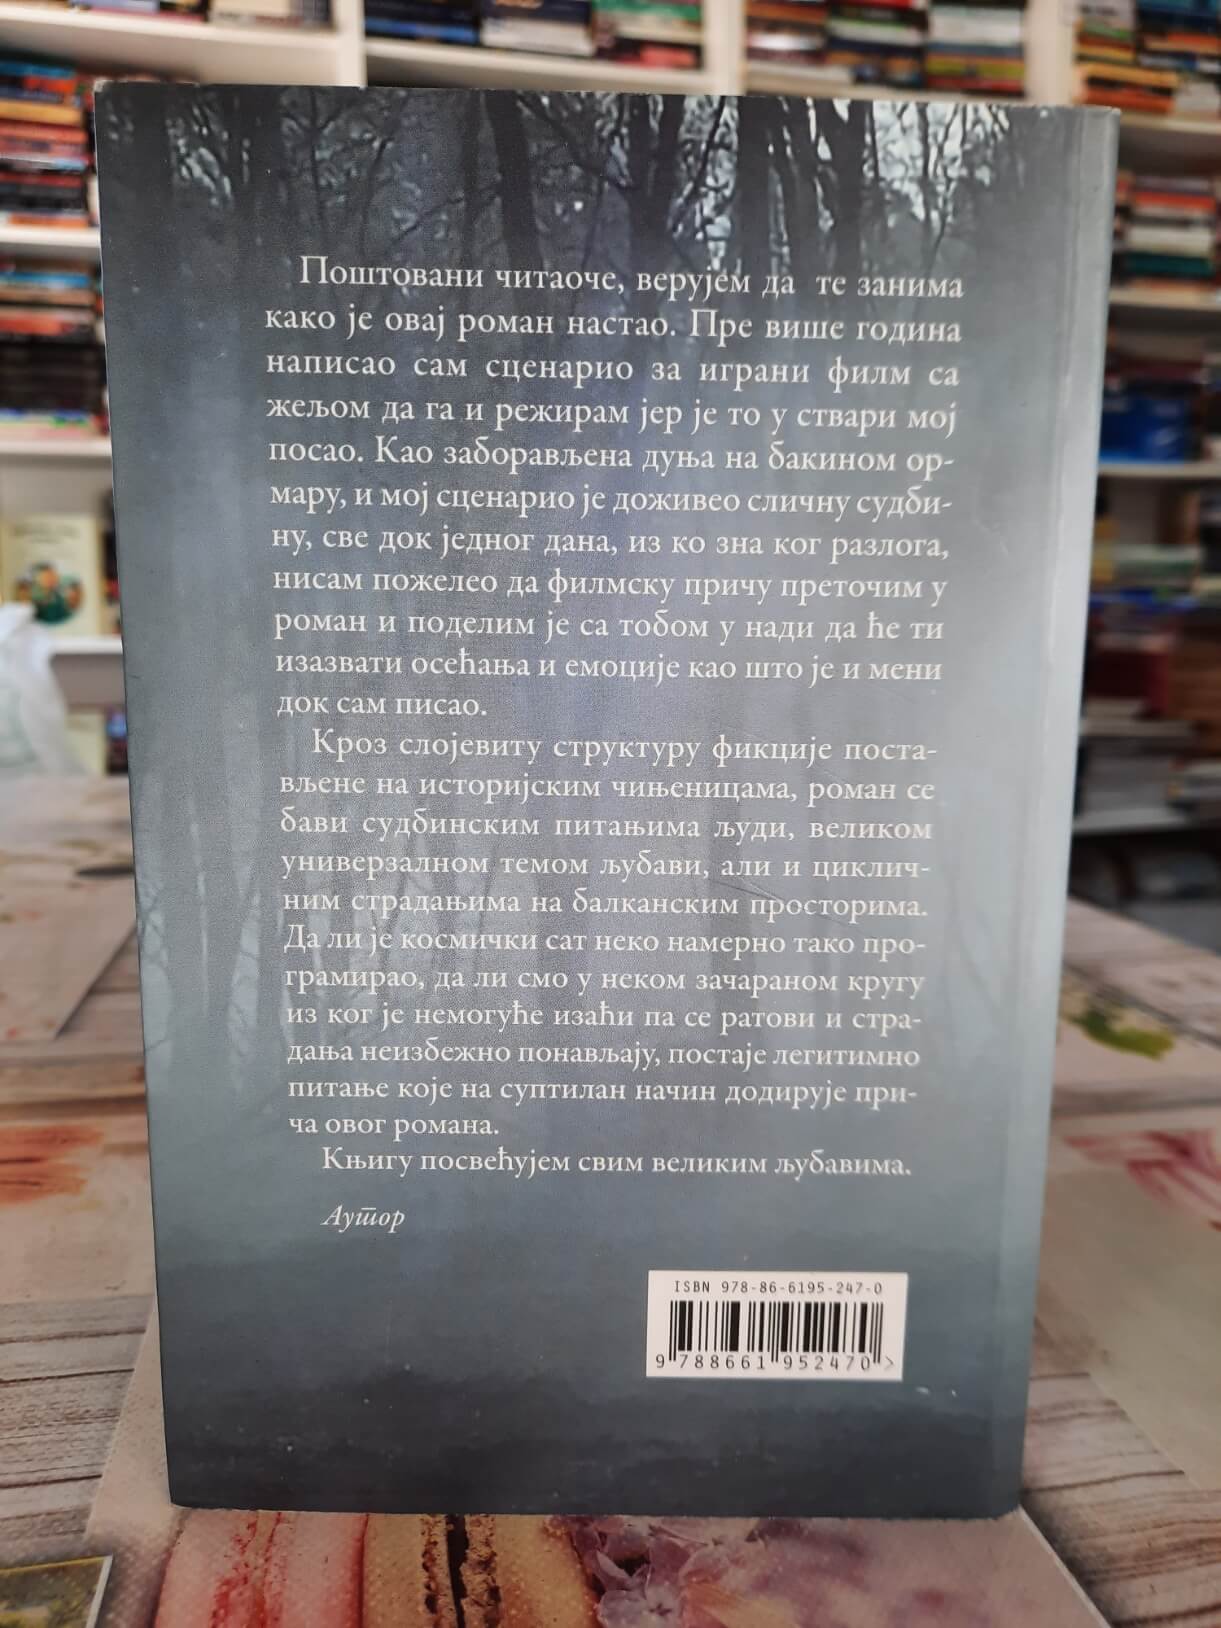 Поштовани читаоче, верујем да те занима
како је овај роман настао. Пре више година
написао сам сценарио за играни филм са
жељом да га и режирам јер је то у ствари мој
посао. Као заборављена дуња на бакином ор-
мару, и мој сценарио је доживео сличну судби-
ну, све док једног дана, из ко зна ког разлога,
нисам пожелео да филмску причу преточим у
роман и поделим је са тобом у нади да ће ти
изазвати осећања и емоције као што је и мени
док сам писао.
Кроз слојевиту структуру фикције поста-
вљене на историјским чињеницама, роман се
бави судбинским питањима људи, великом
универзалном темом љубави, али и циклич-
ним страдањима на балканским просторима.
Да ли је космички сат неко намерно тако про-
грамирао, да ли смо у неком зачараном кругу
из ког је немогуће изаћи па се ратови и стра-
дања неизбежно понављају, постаје легитимно
питање које на суптилан начин додирује при-
ча овог романа.
Књигу посвећујем свим великим љубавима.
Аутор
ISBN 978-86-6195-247-0
9 788661 952470 >